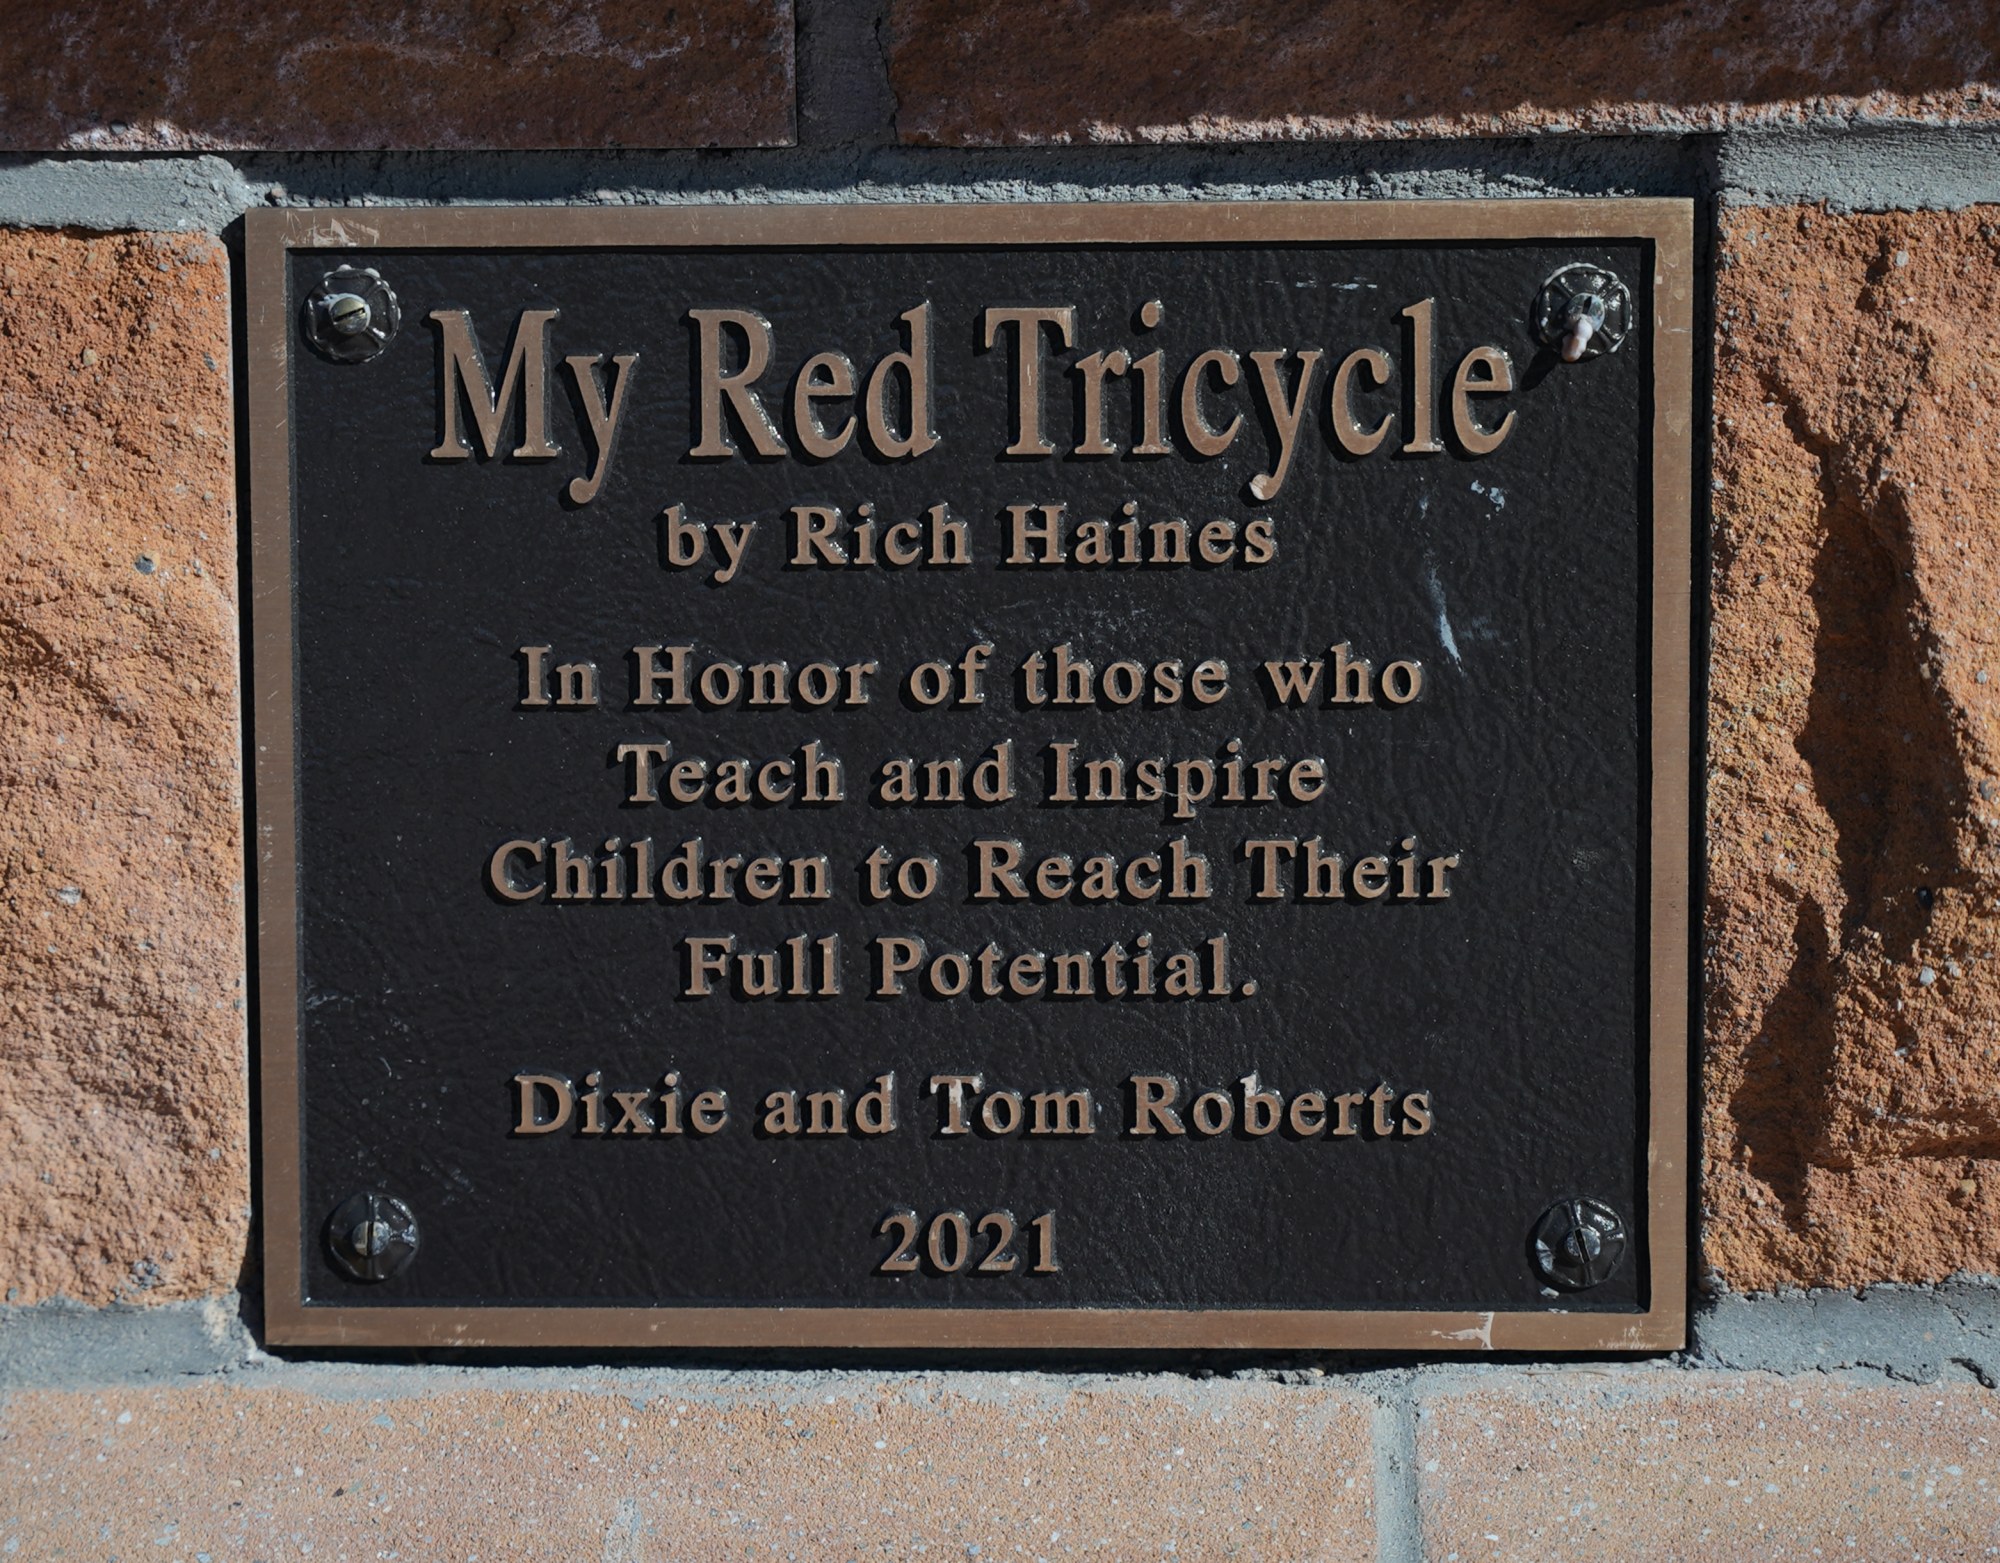 My Red Tricycle
by Rich Haines
In Honor of those who
Teach and Inspire
Children to Reach Their
Full Potential.
Dixie and Tom Roberts
2021